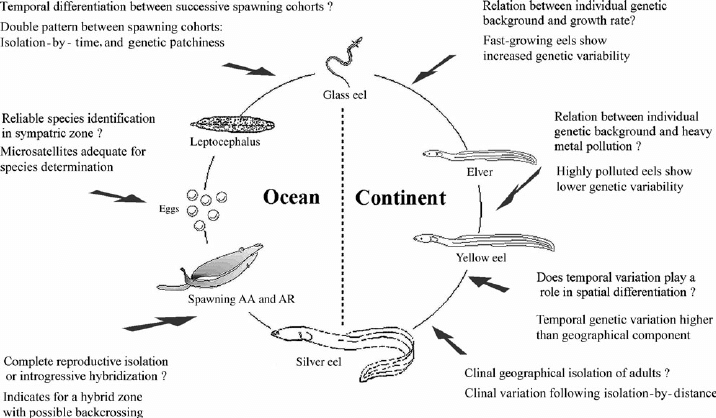 Temporal differentiation between successive spawning cohorts ?
Double pattern between spawning cohorts:
Isolation-by- time, and genetic patchiness
Relation between individual genetic
background and growth rate?
Fast-growing eels show
increased genetic variability
Glass eel
Reliable species identification
in sympatric zone ?
Microsatellites adequate for
species determination
Leptocephalus
Relation between individual
genetic background and heavy
metal pollution ?
Highly polluted eels show
lower genetic variability
Elver
Eggs
Ocean
Continent
Yellow eel
Spawning AA and AR
Does temporal variation play a
role in spatial differentiation ?
Temporal genetic variation higher
than geographical component
Silver eel
Complete reproductive isolation
or introgressive hybridization ?
Indicates for a hybrid zone
with possible backcrossing
Clinal geographical isolation of adults ?
Clinal variation following isolation-by-distance